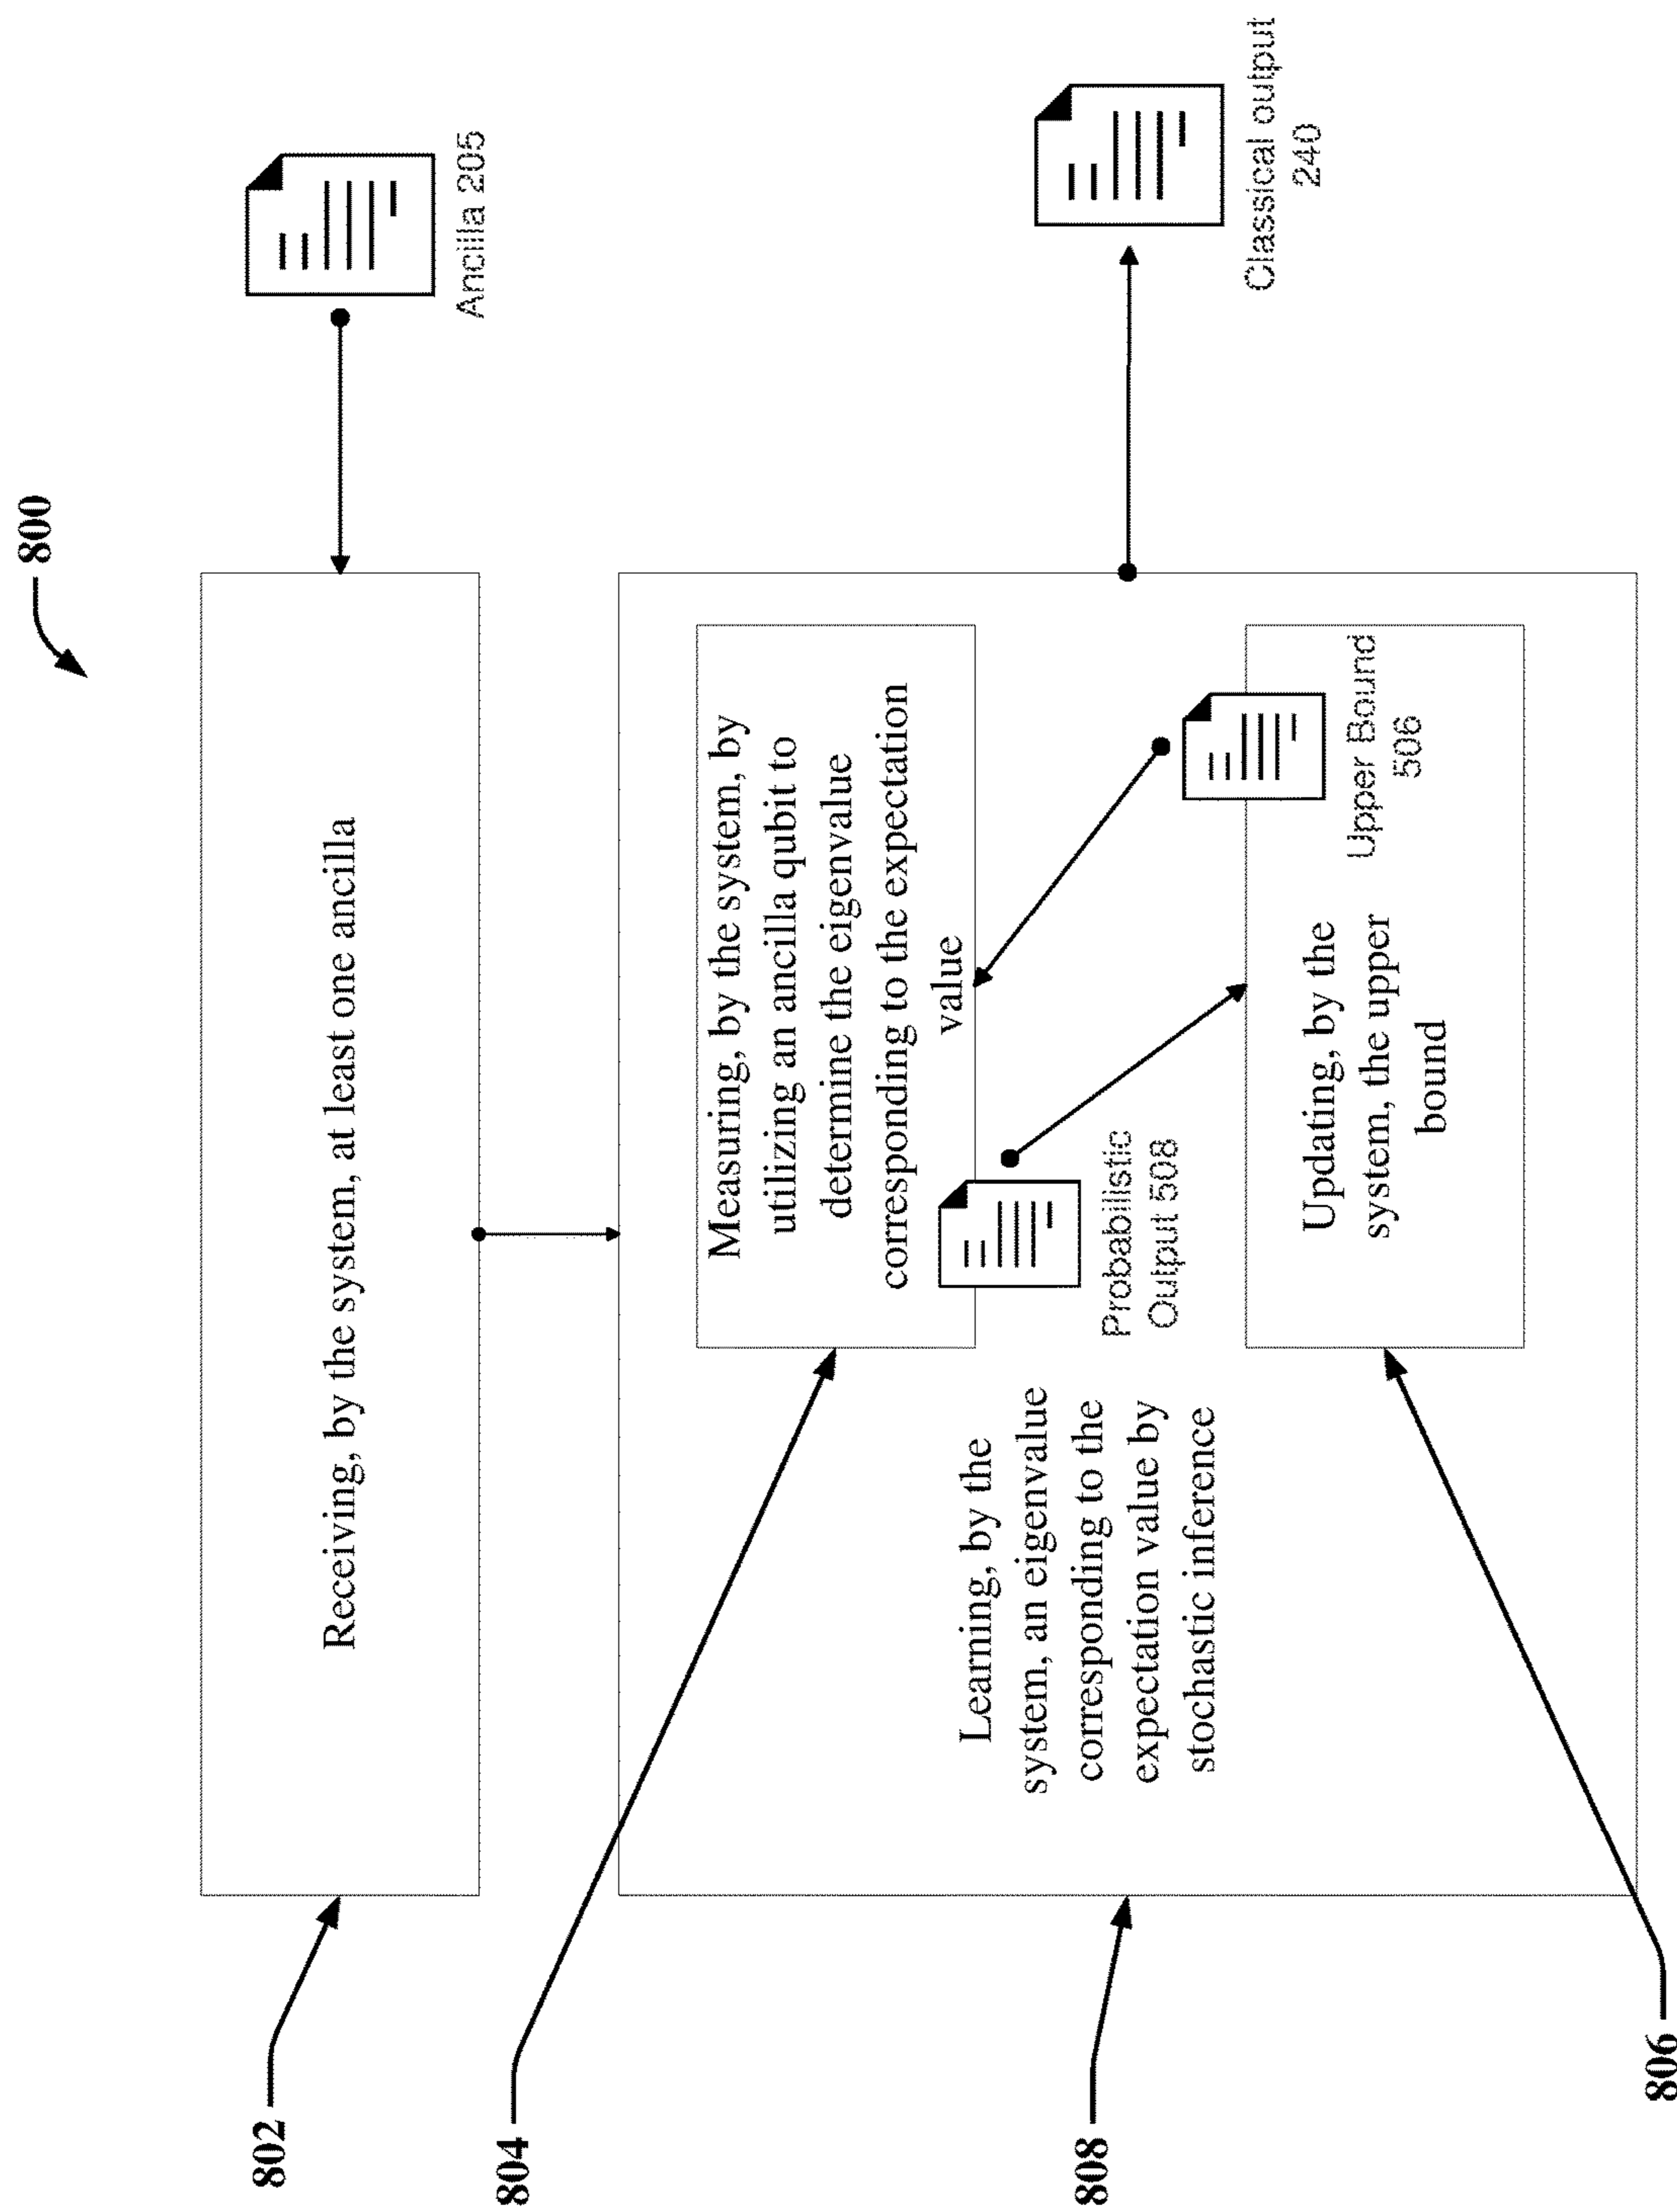 800
802
Receiving, by the system, at least one ancilla
Ancilla 205
804
Measuring, by the system, by
utilizing an ancilla qubit to
determine the eigenvalue
corresponding to the expectation
value
808
Learning, by the
system, an eigenvalue
corresponding to the
expectation value by
stochastic inference
Probabilistic
Output 508
Classical output
240
806
Updating, by the
system, the upper
bound
Upper Bound
506